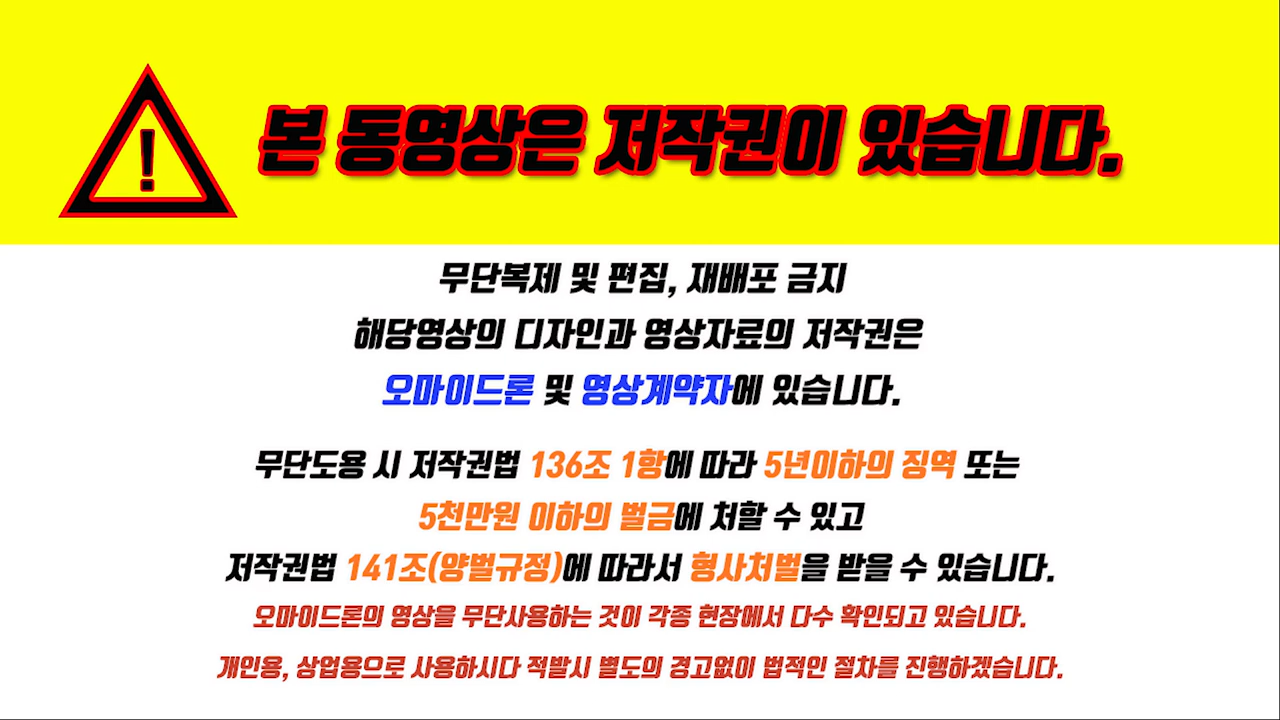 본 동영상은 저작권이 있습니다.
무단복제 및 편집, 재배포 금지
해당영상의 디자인과 영상자료의 저작권은
오마이드론 및 영상계약자에 있습니다.
무단도용 시 저작권법 136조 1항에 따라 5년이하의 징역 또는
5천만원 이하의 벌금에 처할 수 있고
저작권법 141조(양벌규정)에 따라서 형사처벌을 받을 수 있습니다.
오마이드론의 영상을 무단사용하는 것이 각종 현장에서 다수 확인되고 있습니다.
개인용, 상업용으로 사용하시다 적발시 별도의 경고없이 법적인 절차를 진행하겠습니다.